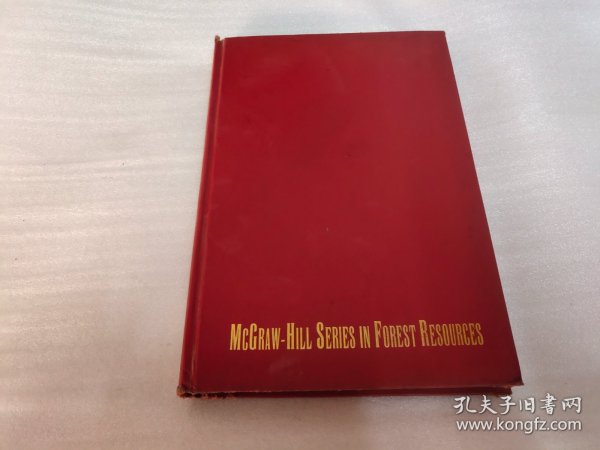 McGraw-Hill Series in Forest Resources
孔夫子旧书网
www.kongfz.com